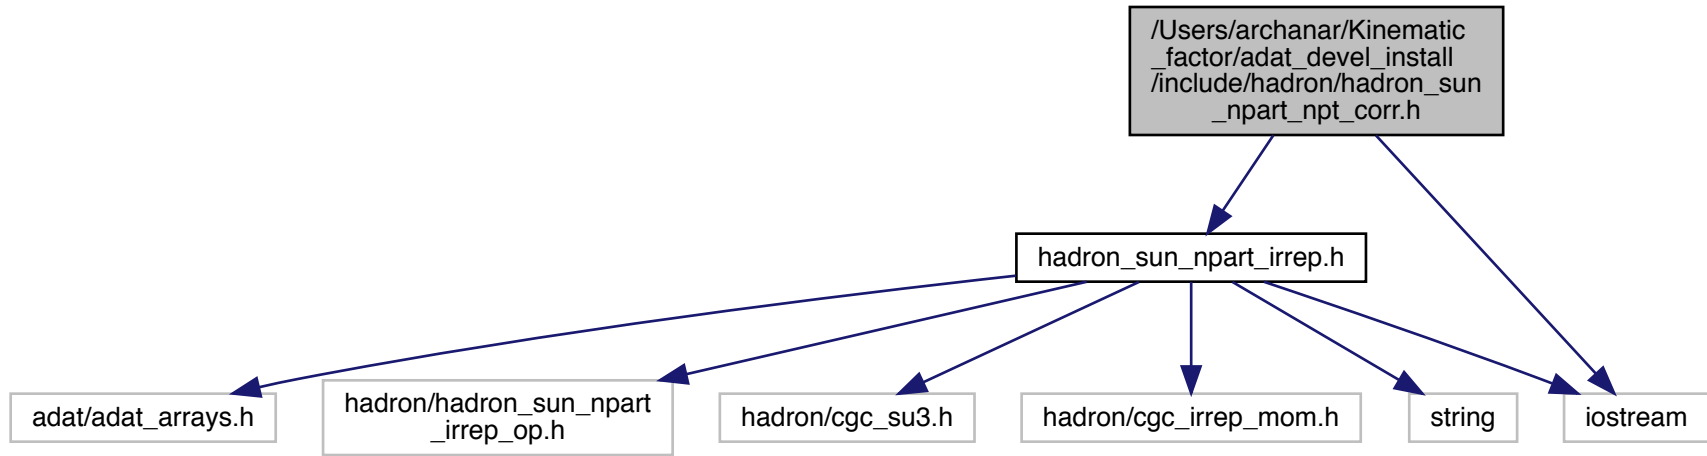 /Users/archanar/Kinematic
_factor/adat_devel_install
/include/hadron/hadron_sun
_npart_npt_corr.h
hadron_sun_npart_irrep.h
adat/adat_arrays.h
hadron/hadron_sun_npart
_irrep_op.h
hadron/cgc_su3.h
hadron/cgc_irrep_mom.h
string
iostream